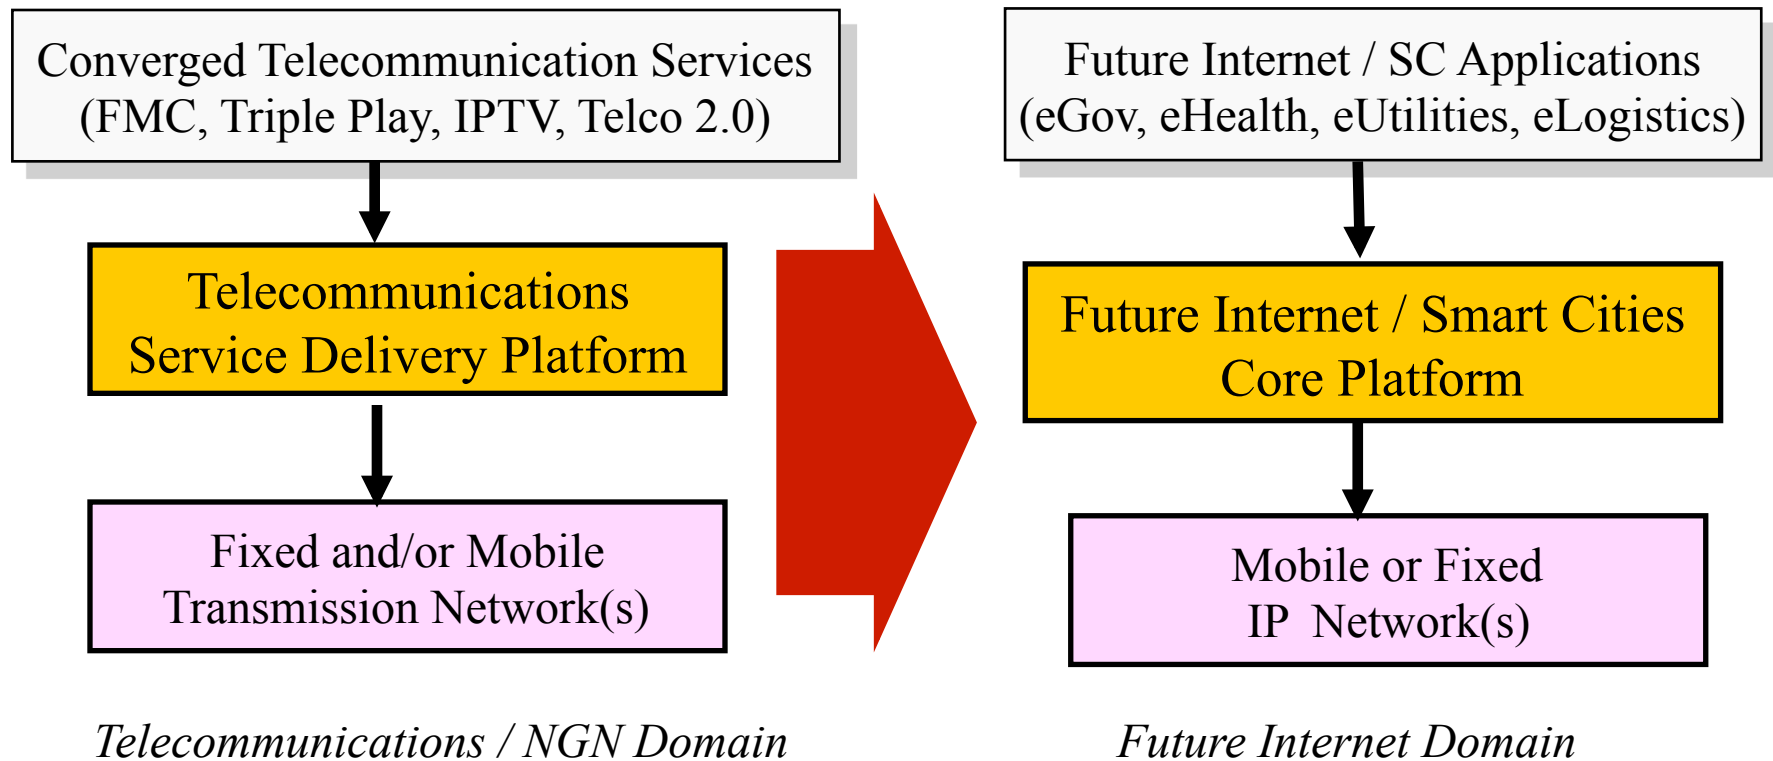 Converged Telecommunication Services
(FMC, Triple Play, IPTV, Telco 2.0)
Telecommunications
Service Delivery Platform
Fixed and/or Mobile
Transmission Network(s)
Telecommunications / NGN Domain
Future Internet / SC Applications
(eGov, eHealth, eUtilities, eLogistics)
Future Internet / Smart Cities
Core Platform
Mobile or Fixed
IP Network(s)
Future Internet Domain